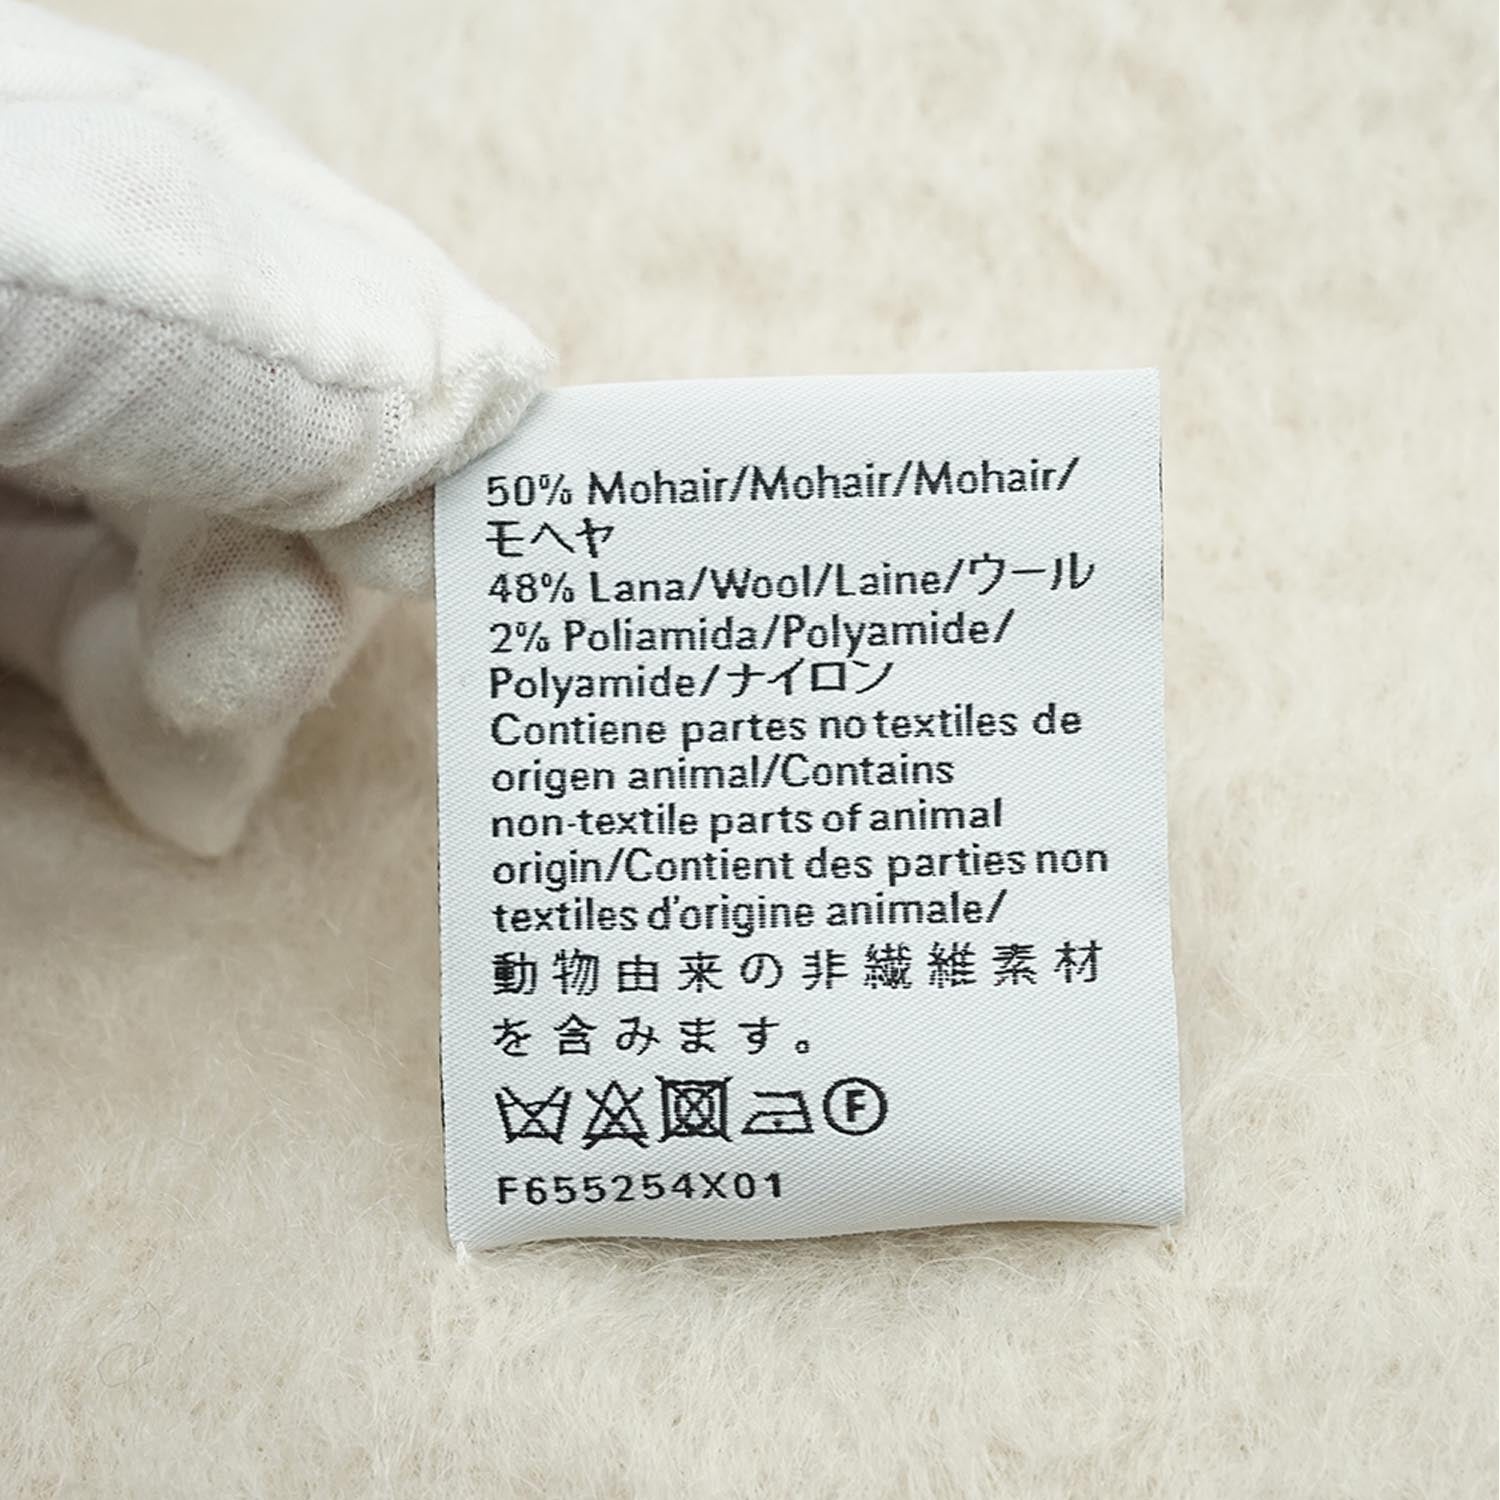 50% Mohair/Mohair/Mohair/
モヘヤ
48% Lana/Wool/Laine/ウール
2% Poliamida/Polyamide/
Polyamide/ナイロン
Contiene partes no textiles de
origen animal/Contains
non-textile parts of animal
origin/Contient des parties non
textiles d'origine animale/
動物由来の非繊維素材
を含みます。
F
F655254X01